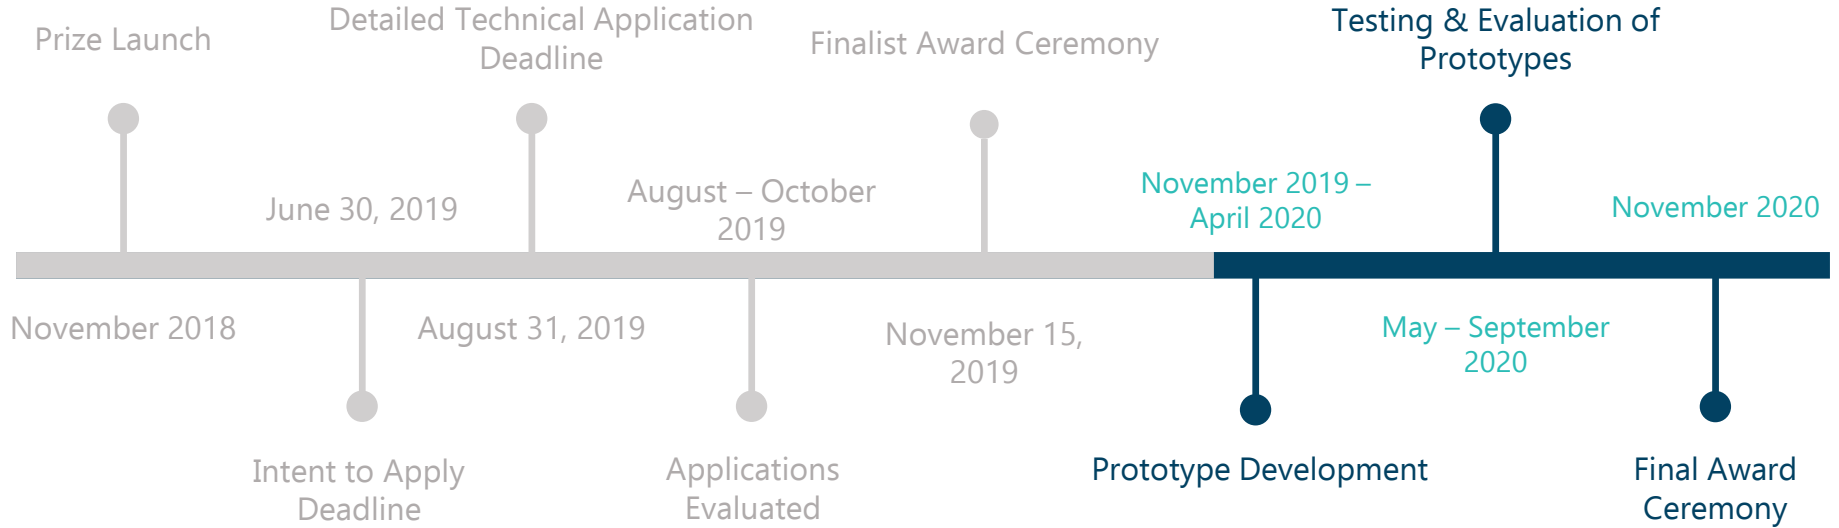 Prize Launch
November 2018
June 30, 2019
Intent to Apply
Deadline
Detailed Technical Application
Deadline
August 31, 2019
August – October
2019
Applications
Evaluated
Finalist Award Ceremony
November 15,
2019
November 2019 –
April 2020
Prototype Development
Testing & Evaluation of
Prototypes
May – September
2020
November 2020
Final Award
Ceremony